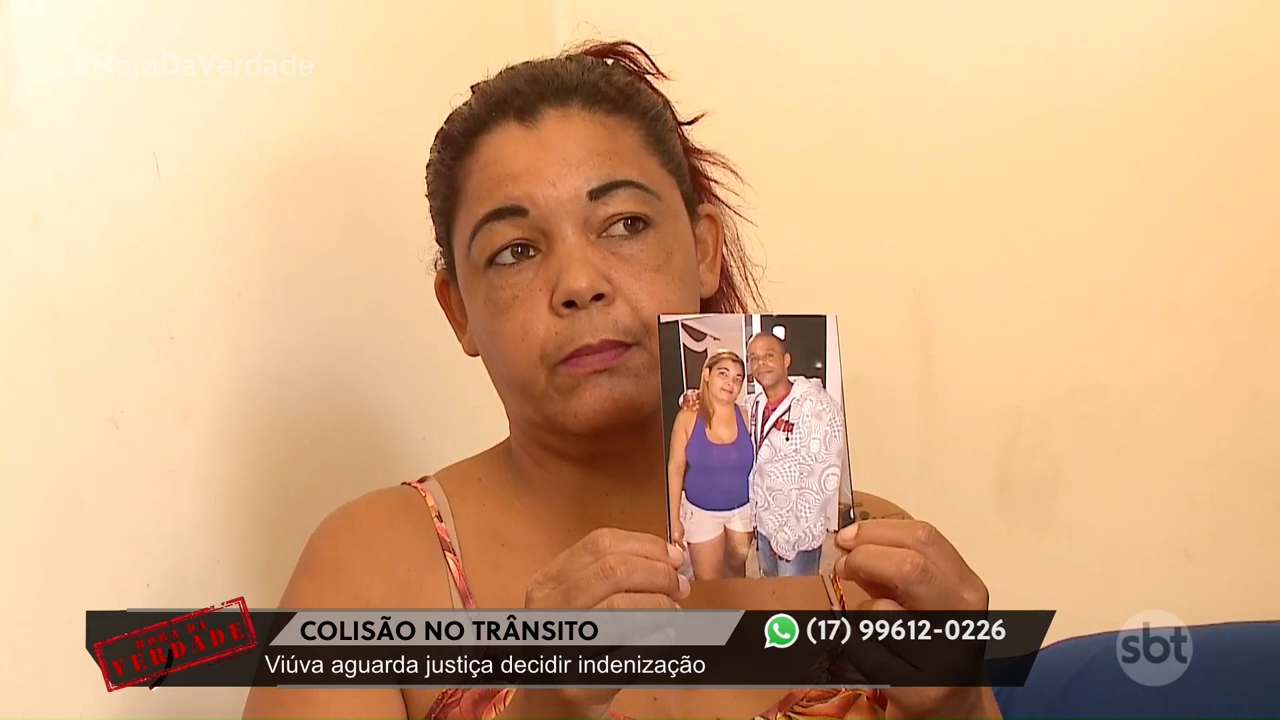 #HoraDaVerdade
COLISÃO NO TRÂNSITO
(17) 99612-0226
HORA DA
VERDADE
Viúva aguarda justiça decidir indenização
sbt